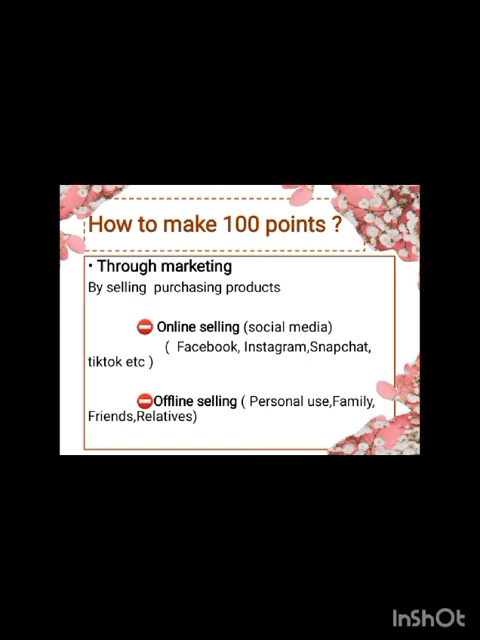 How to make 100 points ?
• Through marketing
By selling purchasing products
⛔ Online selling (social media)
( Facebook, Instagram,Snapchat,
tiktok etc )
⛔Offline selling ( Personal use,Family,
Friends,Relatives)
InShOt